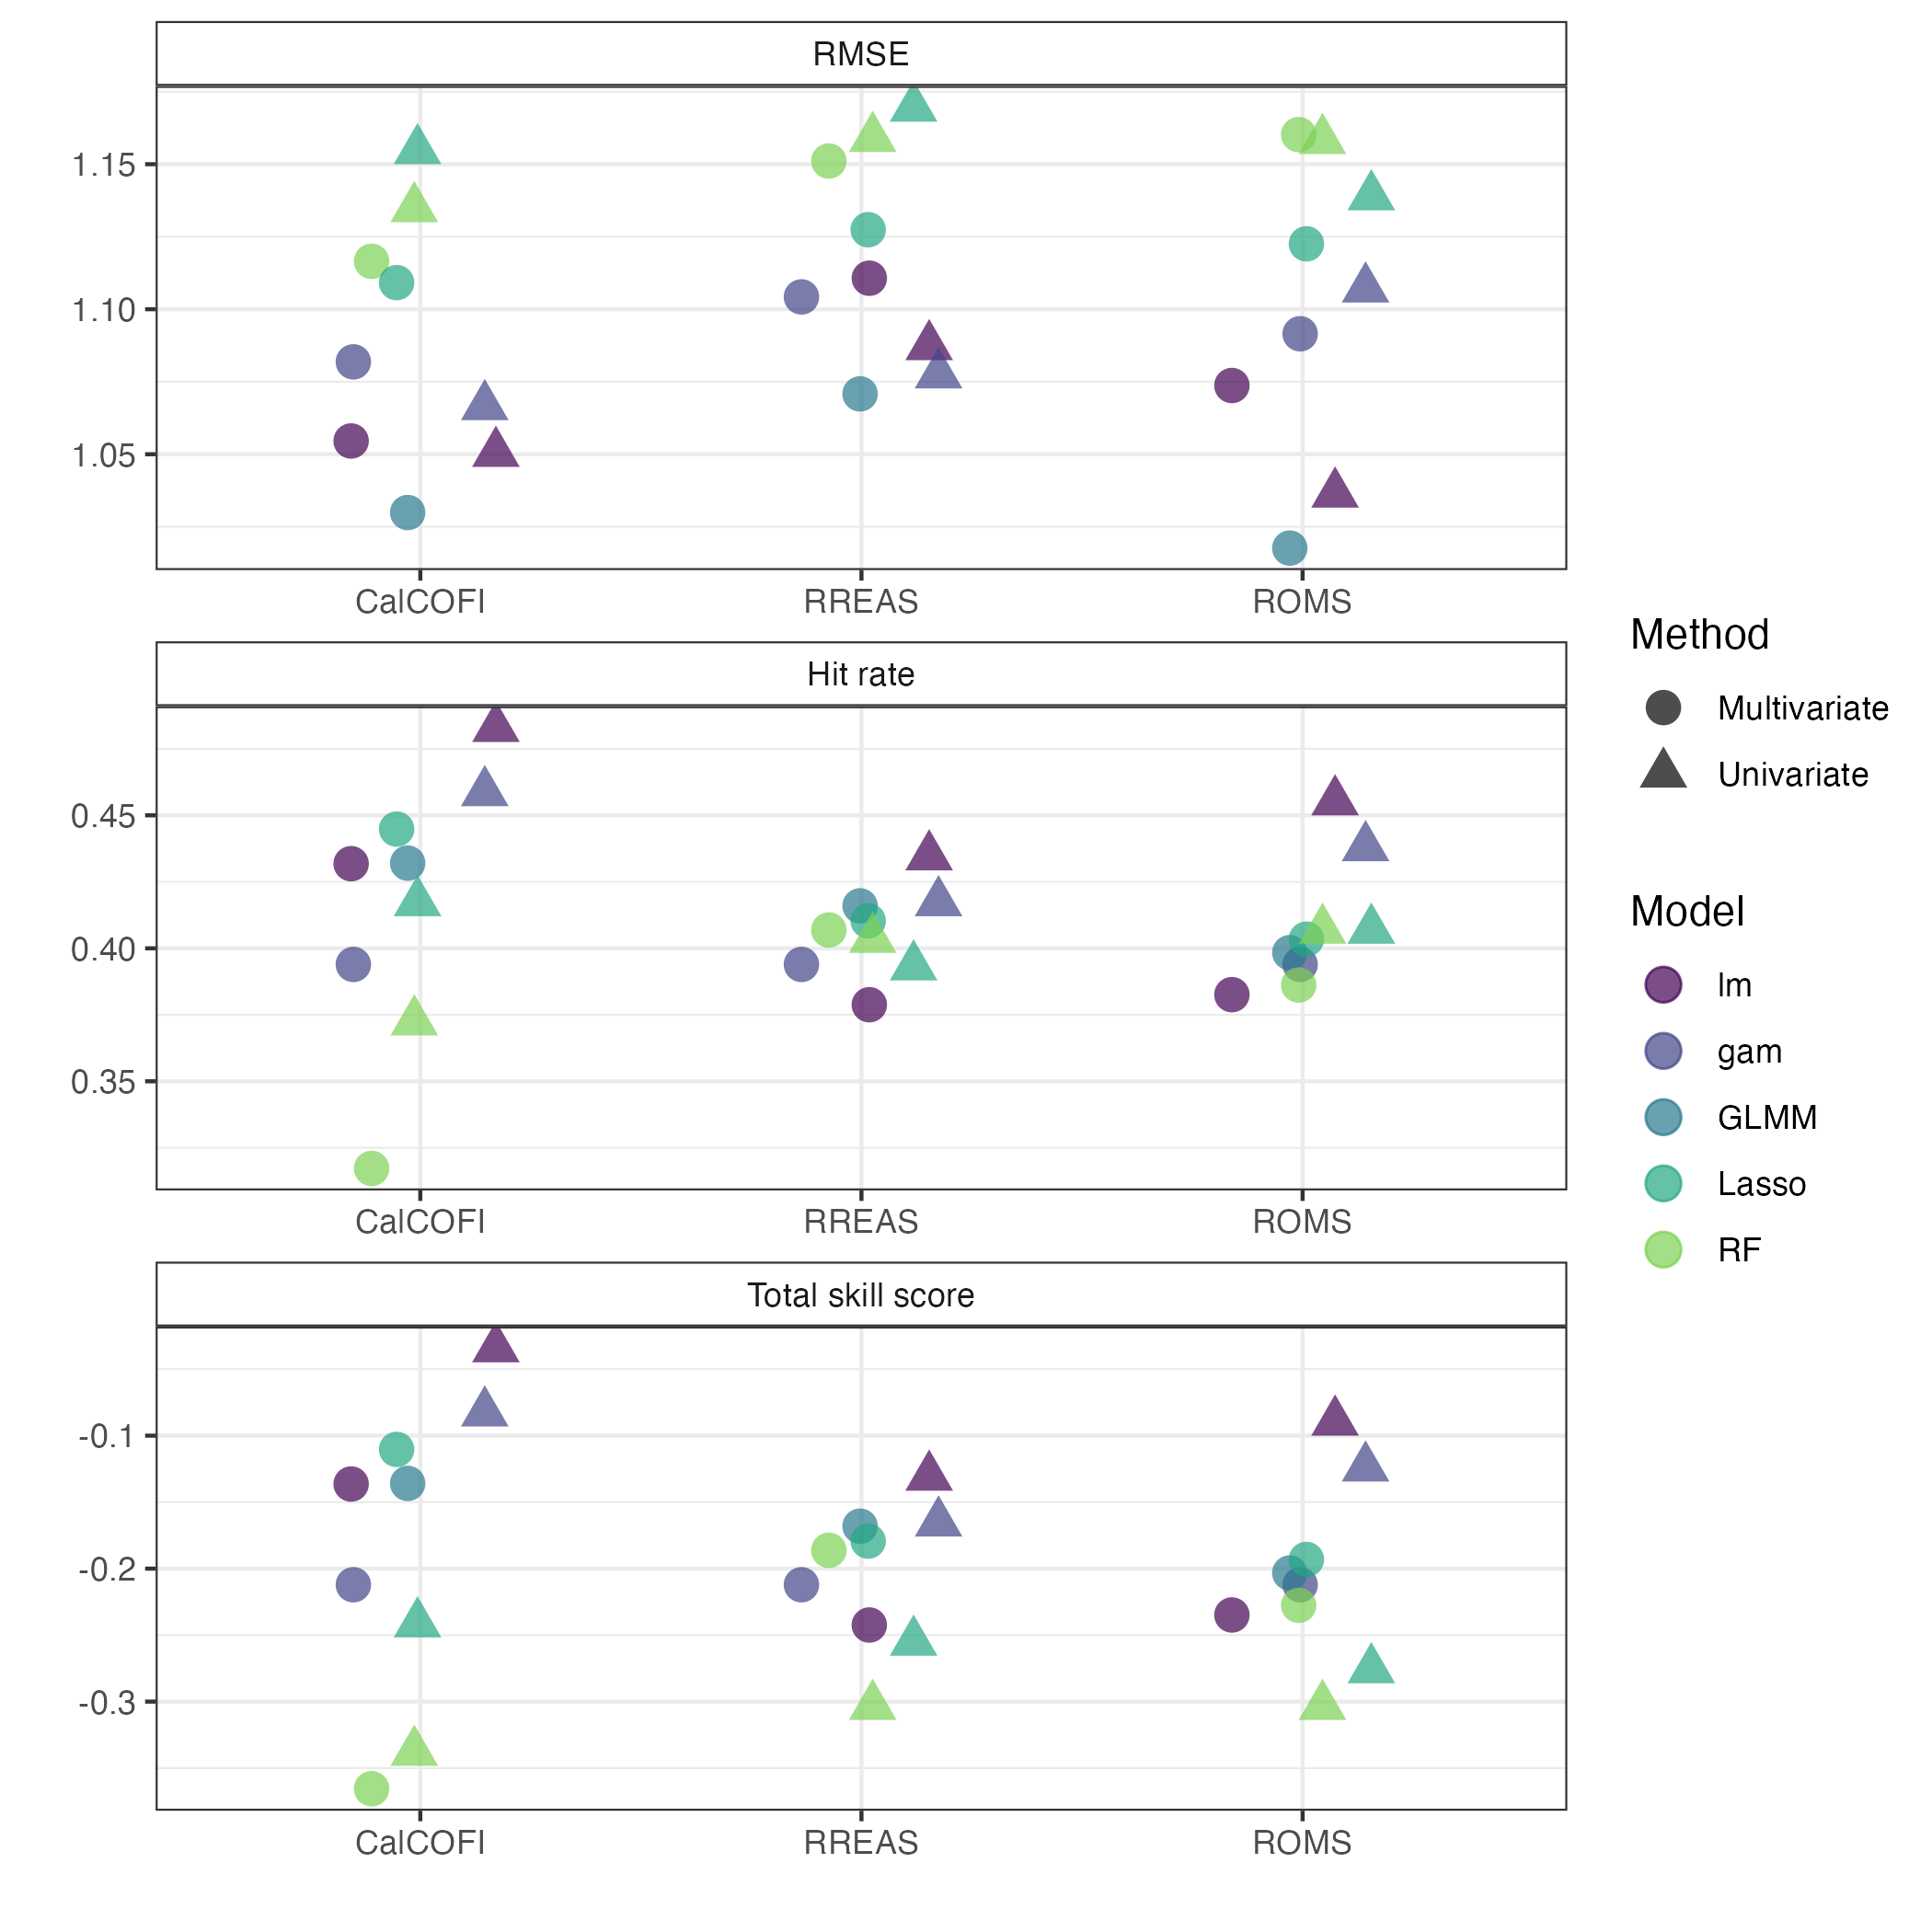 RMSE
1.15
1.10
1.05
CalCOFI RREAS ROMS
Hit rate
0.45
0.40
0.35
CalCOFI RREAS ROMS
Total skill score
-0.1
-0.2
-0.3
CalCOFI RREAS ROMS
Method
Multivariate
Univariate
Model
lm
gam
GLMM
Lasso
RF